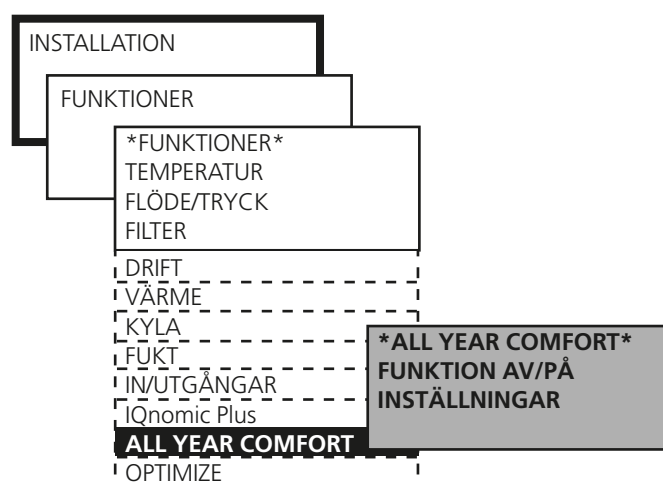 INSTALLATION
FUNKTIONER
*FUNKTIONER*
TEMPERATUR
FLÖDE/TRYCK
FILTER
DRIFT
VÄRME
KYLA
FUKT
IN/UTGÅNGAR
IQnomic Plus
ALL YEAR COMFORT
OPTIMIZE
*ALL YEAR COMFORT*
FUNKTION AV/PÅ
INSTÄLLNINGAR